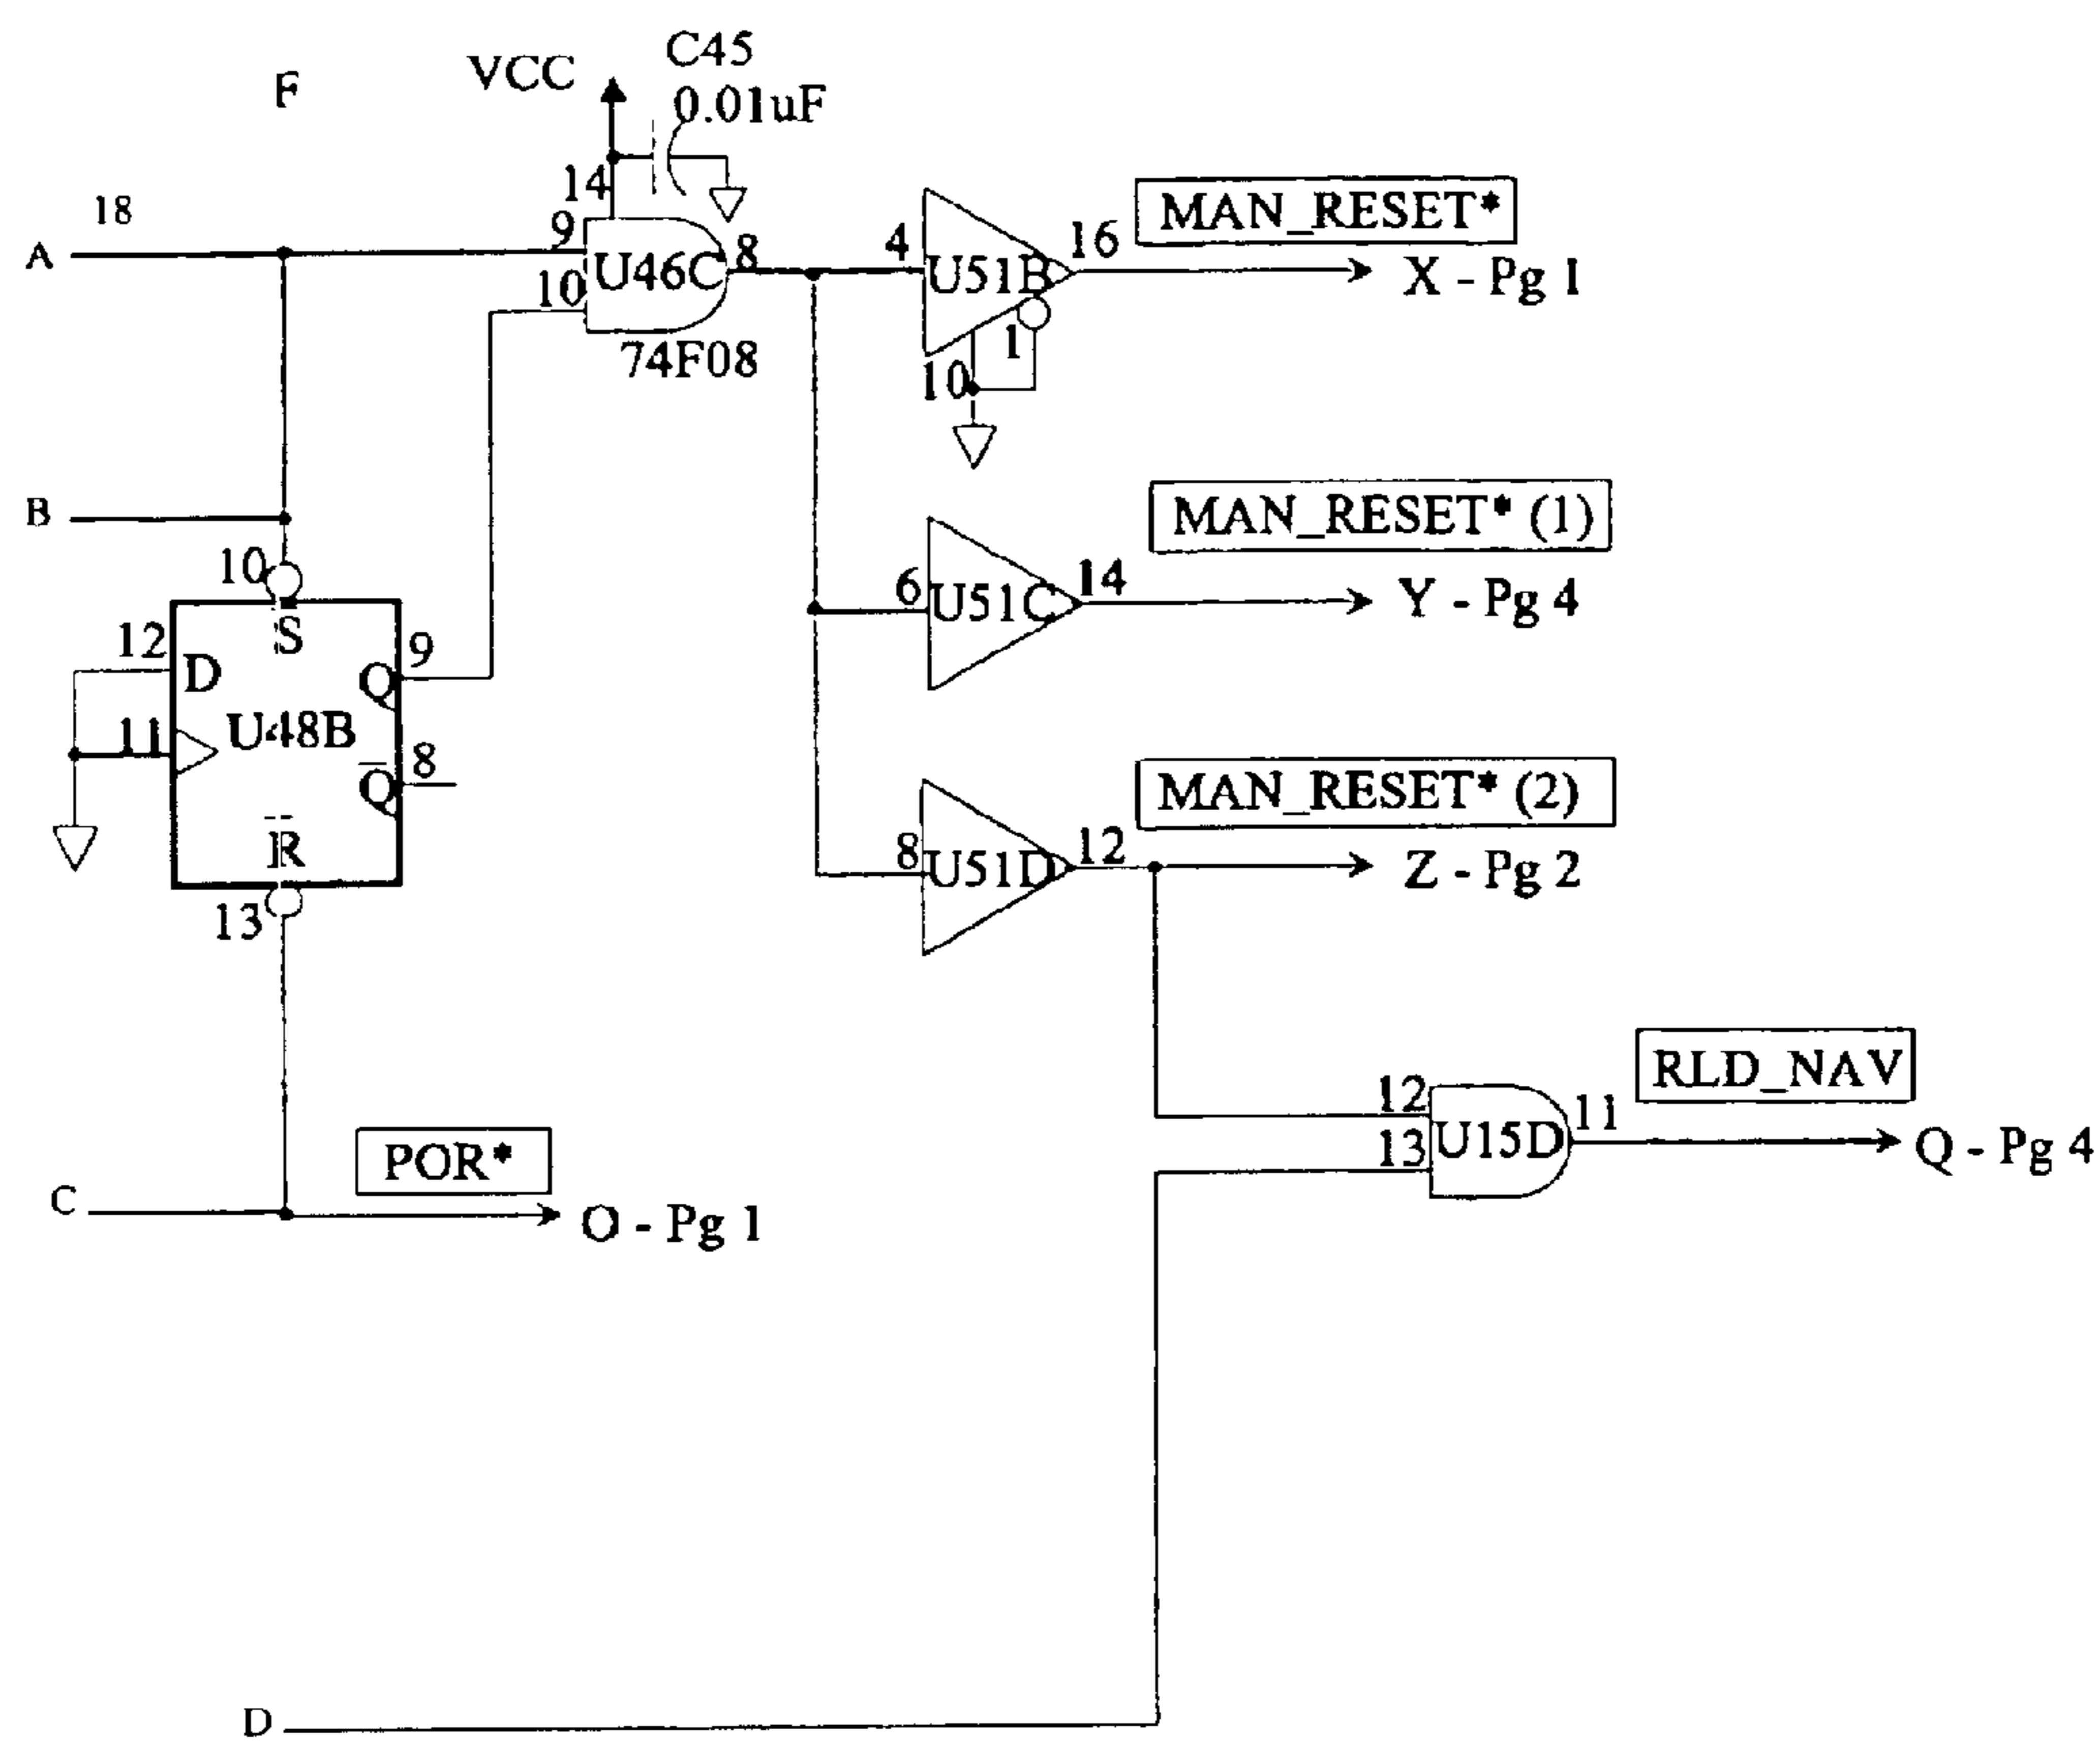 F
VCC
C45
0.01uF
14
18
A
9
10
U46C
8
74F08
4
U51B
16
1
10
MAN_RESET*
X - Pg 1
B
10
S
12
D
11
U48B
Q
9
Q
8
R
13
6
U51C
14
MAN_RESET* (1)
Y - Pg 4
8
U51D
12
MAN_RESET* (2)
Z - Pg 2
12
13
U15D
11
RLD_NAV
Q - Pg 4
C
POR*
O - Pg 1
D